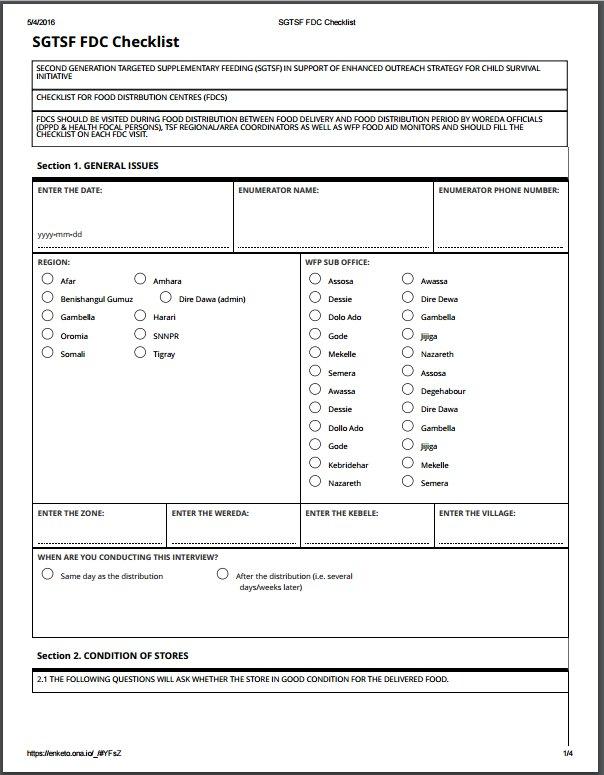 5/4/2016 SGTSF FDC Checklist
SGTSF FDC Checklist
SECOND GENERATION TARGETED SUPPLEMENTARY FEEDING (SGTSF) IN SUPPORT OF ENHANCED OUTREACH STRATEGY FOR CHILD SURVIVAL
INITIATIVE
CHECKLIST FOR FOOD DISTRBUTION CENTRES (FDCS)
FDCS SHOULD BE VISITED DURING FOOD DISTRIBUTION BETWEEN FOOD DELIVERY AND FOOD DISTRIBUTION PERIOD BY WOREDA OFFICIALS
(DPPD & HEALTH FOCAL PERSONS), TSF REGIONAL/AREA COORDINATORS AS WELL AS WFP FOOD AID MONITORS AND SHOULD FILL THE
CHECKLIST ON EACH FDC VISIT.
Section 1. GENERAL ISSUES
ENTER THE DATE: ENUMERATOR NAME: ENUMERATOR PHONE NUMBER:
yyyy-mm-dd
REGION: WFP SUB OFFICE:
Afar Amhara Assosa Awassa
Benishangul Gumuz Dire Dawa (admin) Dessie Dire Dewa
Gambella Harari Dolo Ado Gambella
Oromia SNNPR Gode Jijiga
Somali Tigray Mekelle Nazareth
Semera Assosa
Awassa Degehabour
Dessie Dire Dawa
Dollo Ado Gambella
Gode Jijiga
Kebridehar Mekelle
Nazareth Semera
ENTER THE ZONE: ENTER THE WEREDA: ENTER THE KEBELE: ENTER THE VILLAGE:
WHEN ARE YOU CONDUCTING THIS INTERVIEW?
Same day as the distribution After the distribution (i.e. several
days/weeks later)
Section 2. CONDITION OF STORES
2.1 THE FOLLOWING QUESTIONS WILL ASK WHETHER THE STORE IN GOOD CONDITION FOR THE DELIVERED FOOD.
https://enketo.ona.io/_/#YFsZ 1/4